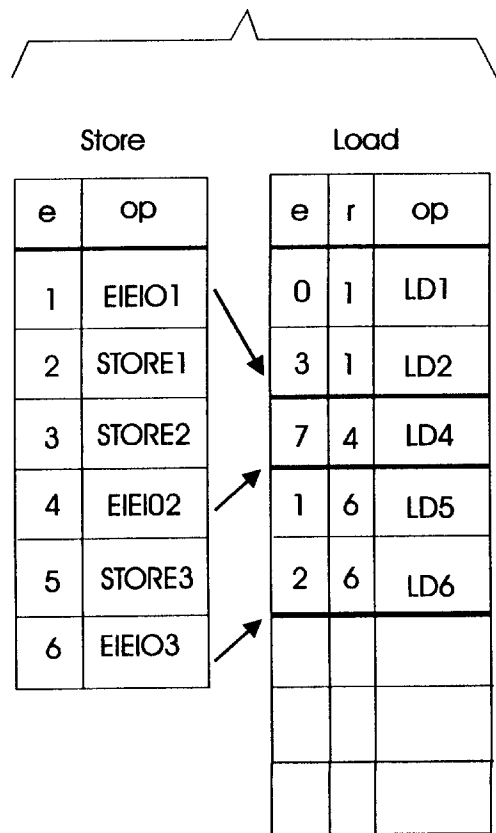 Store Load
e op e r op
1 EIEIO1 0 1 LD1
2 STORE1 3 1 LD2
3 STORE2 7 4 LD4
4 EIEIO2 1 6 LD5
5 STORE3 2 6 LD6
6 EIEIO3